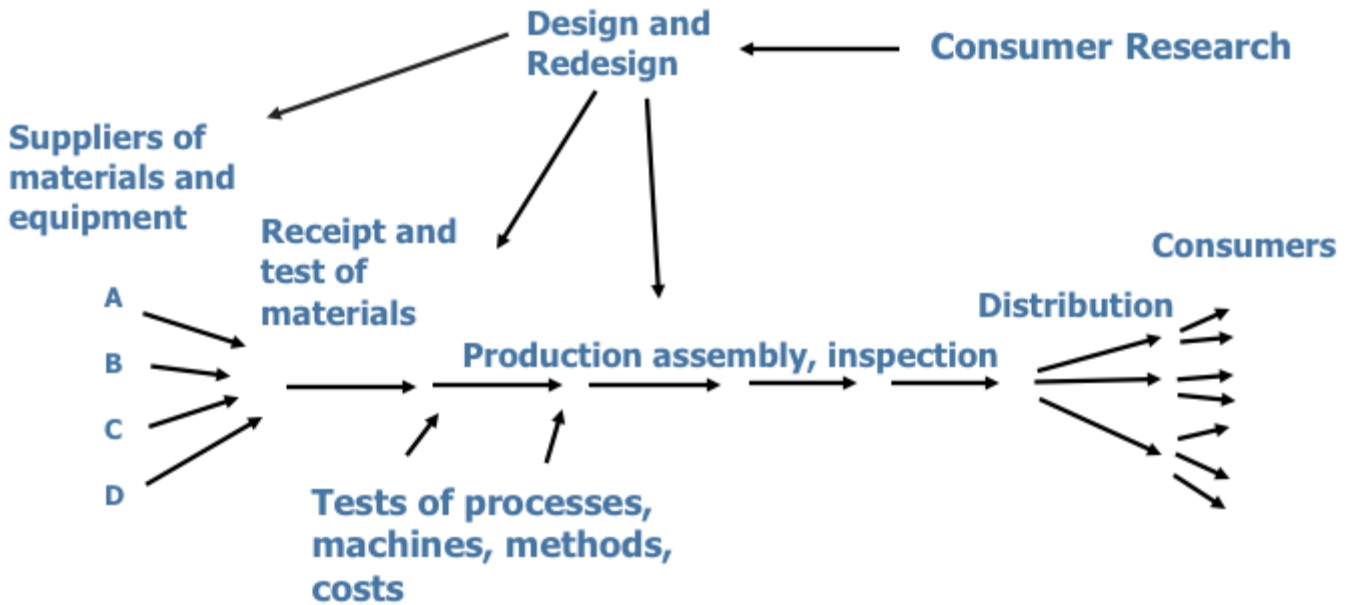 Design and
Redesign
Consumer Research
Suppliers of
materials and
equipment
Receipt and
test of
materials
Consumers
A
Distribution
B
Production assembly, inspection
C
D
Tests of processes,
machines, methods,
costs